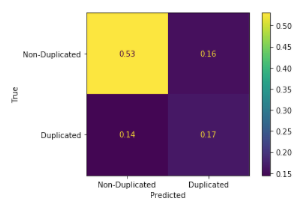 Non-Duplicated
0.53
0.16
Duplicated
0.14
0.17
True
Non-Duplicated
Duplicated
Predicted
0.50
0.45
0.40
0.35
0.30
0.25
0.20
0.15